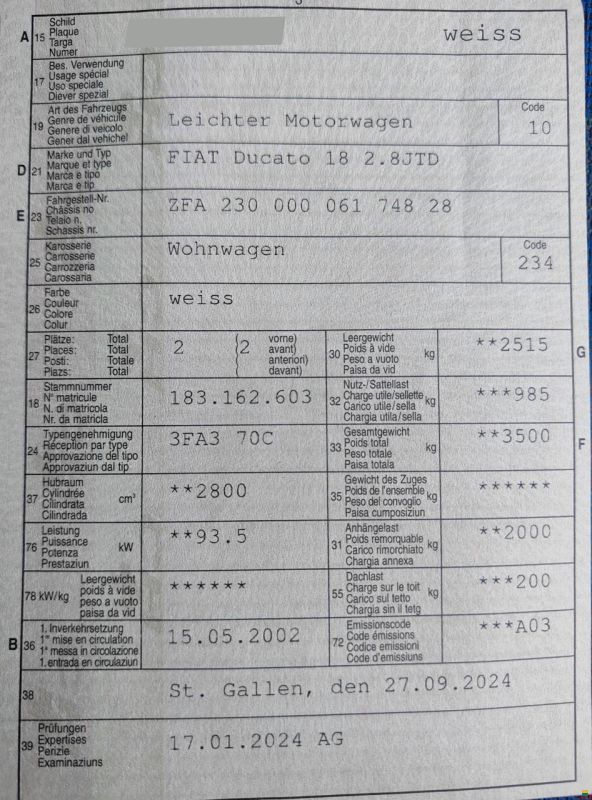 A 15 Schild
Plaque
Targa
Numer
weiss
17 Bes. Verwendung
Usage spécial
Uso speciale
Diever spezial
19 Art des Fahrzeugs
Genre de véhicule
Genere di veicolo
Gener dal vehichel
Leichter Motorwagen
Code
10
D 21 Marke und Typ
Marque et type
Marca e tipo
Marca e tip
FIAT Ducato 18 2.8JTD
E 23 Fahrgestell-Nr.
Châssis no
Telaio n.
Schassis nr.
ZFA 230 000 061 748 28
25 Karosserie
Carrosserie
Carrozzeria
Carossaria
Wohnwagen
Code
234
26 Farbe
Couleur
Colore
Colur
weiss
27 Plätze: Total
Places: Total
Posti: Totale
Plazs: Total
2 (2 vorne)
avant)
anteriori)
davant)
30 Leergewicht
Poids à vide
Peso a vuoto
Paisa da vid
kg
**2515
G
18 Stammnummer
N° matricule
N. di matricola
Nr. da matricla
183.162.603
32 Nutz-/Sattellast
Charge utile/sellette
Carico utile/sella
Chargia utila/sella
kg
***985
24 Typengenehmigung
Réception par type
Approvazione del tipo
Approvaziun dal tip
3FA3 70C
33 Gesamtgewicht
Poids total
Peso totale
Paisa totala
kg
**3500
F
37 Hubraum
Cylindrée
Cilindrata
Cilindrada
cm³
**2800
35 Gewicht des Zuges
Poids de l'ensemble
Peso del convoglio
Paisa cumposiziun
kg
******
76 Leistung
Puissance
Potenza
Prestaziun
kW
**93.5
31 Anhängelast
Poids remorquable
Carico rimorchiato
Chargia annexa
kg
**2000
78 kW/kg Leergewicht
poids à vide
peso a vuoto
paisa da vid
******
55 Dachlast
Charge sur le toit
Carico sul tetto
Chargia sin il tetg
kg
***200
B 36 1. Inverkehrsetzung
1re mise en circulation
1a messa in circolazione
1. entrada en circulaziun
15.05.2002
72 Emissionscode
Code émissions
Codice emissioni
Code d'emissiuns
***A03
38
St. Gallen, den 27.09.2024
39 Prüfungen
Expertises
Perizie
Examinaziuns
17.01.2024 AG